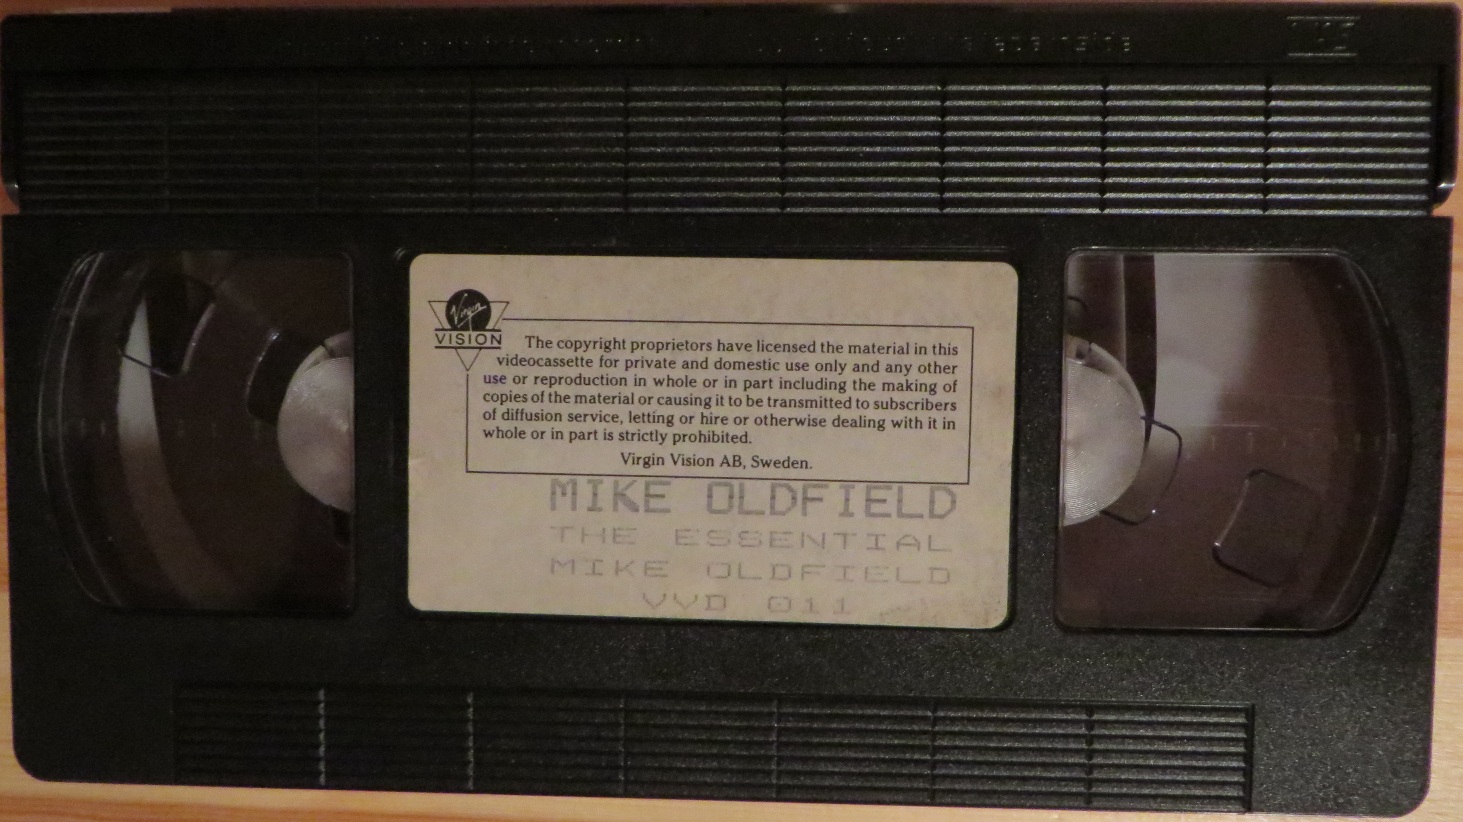 Virgin
VISION
The copyright proprietors have licensed the material in this
videocassette for private and domestic use only and any other
use or reproduction in whole or in part including the making of
copies of the material or causing it to be transmitted to subscribers
of diffusion service, letting or hire or otherwise dealing with it in
whole or in part is strictly prohibited.
Virgin Vision AB, Sweden.
MIKE OLDFIELD
THE ESSENTIAL
MIKE OLDFIELD
VVD 011